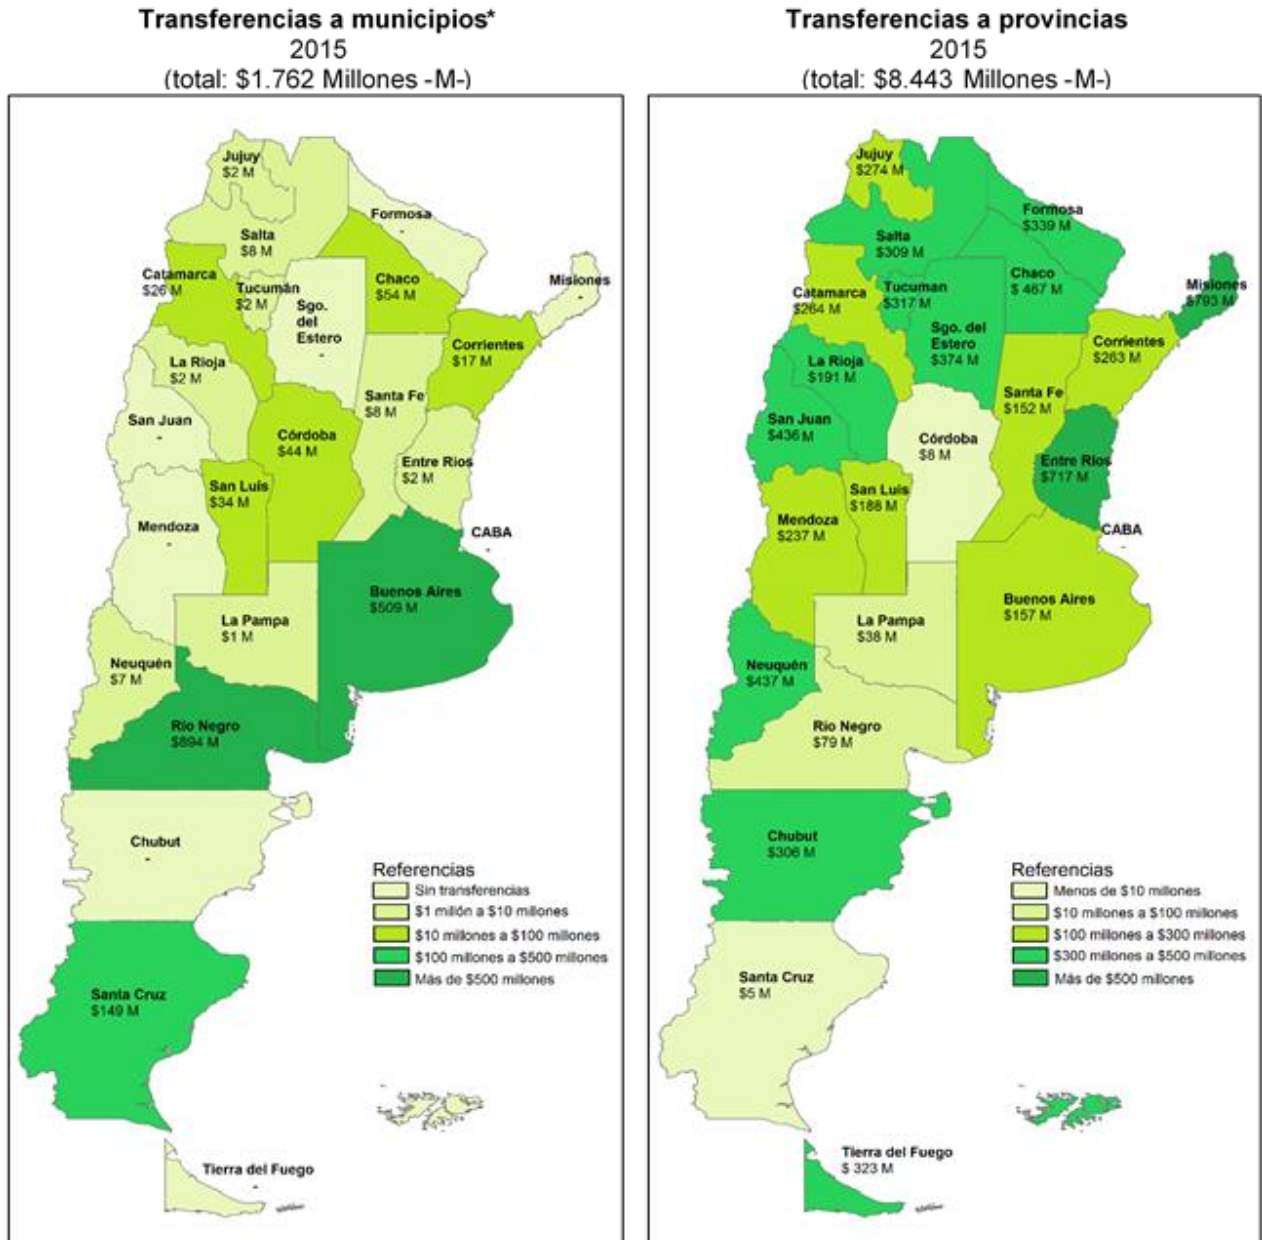 Transferencias a municipios*
2015
(total: $1.762 Millones -M-)
Jujuy
$2 M
Formosa
-
Salta
$8 M
Misiones
-
Catamarca
$26 M
Tucumán
$2 M
Chaco
$54 M
Sgo.
del
Estero
-
Corrientes
$17 M
La Rioja
$2 M
Santa Fe
$8 M
San Juan
-
Córdoba
$44 M
Entre Rios
$2 M
San Luis
$34 M
Mendoza
-
CABA
-
Buenos Aires
$509 M
La Pampa
$1 M
Neuquén
$7 M
Rio Negro
$894 M
Chubut
-
Santa Cruz
$149 M
Tierra del Fuego
-
Referencias
Sin transferencias
$1 millón a $10 millones
$10 millones a $100 millones
$100 millones a $500 millones
Más de $500 millones
Transferencias a provincias
2015
(total: $8.443 Millones -M-)
Jujuy
$274 M
Formosa
$339 M
Salta
$309 M
Chaco
$ 467 M
Misiones
$793 M
Catamarca
$264 M
Tucuman
$317 M
Sgo. del
Estero
$374 M
Corrientes
$263 M
La Rioja
$191 M
Santa Fe
$152 M
San Juan
$436 M
Córdoba
$8 M
Entre Rios
$717 M
San Luis
$188 M
Mendoza
$237 M
CABA
-
Buenos Aires
$157 M
La Pampa
$38 M
Neuquén
$437 M
Rio Negro
$79 M
Chubut
$306 M
Santa Cruz
$5 M
Tierra del Fuego
$ 323 M
Referencias
Menos de $10 millones
$10 millones a $100 millones
$100 millones a $300 millones
$300 millones a $500 millones
Más de $500 millones